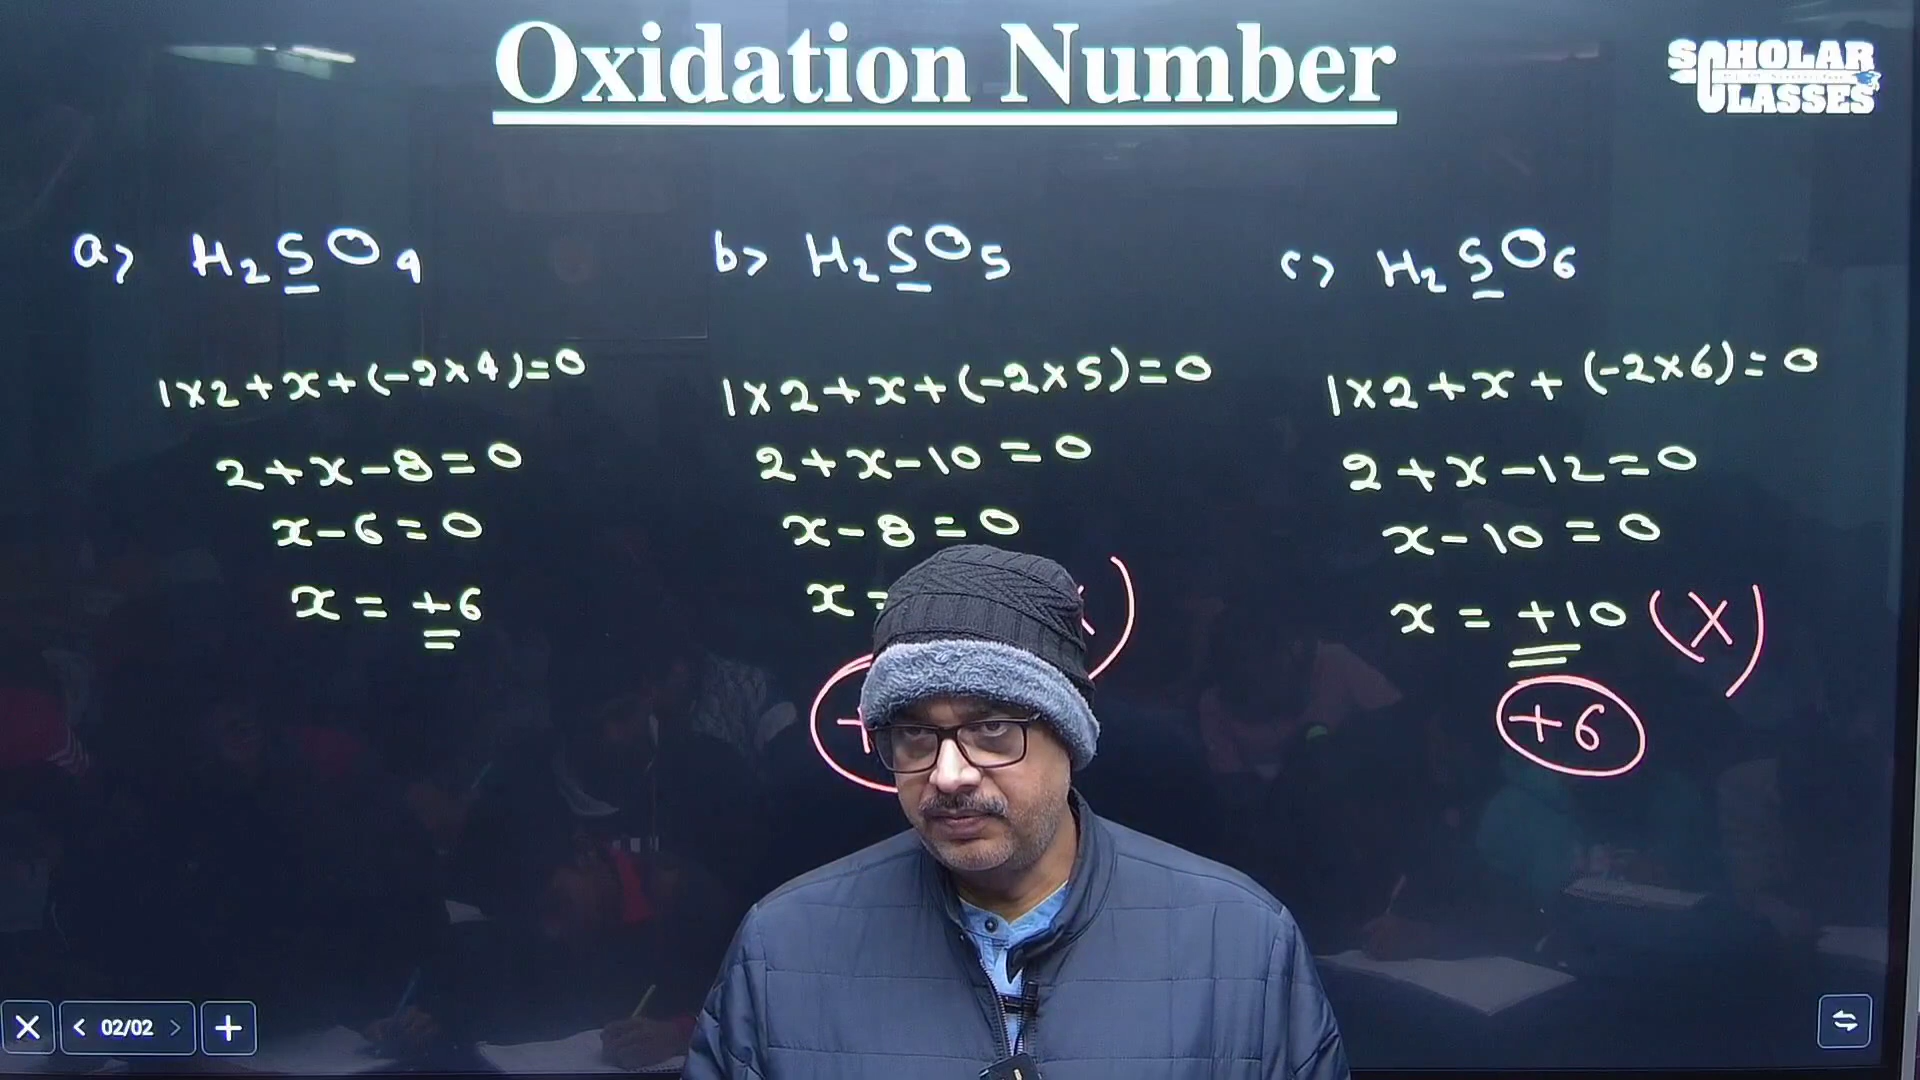 Oxidation Number
SCHOLAR
CLASSES
a> H₂SO₄
1×2+x+(-2×4)=0
2+x-8=0
x-6=0
x = +6
b> H₂SO₅
1×2+x+(-2×5)=0
2+x-10=0
x-8=0
x=
+
c> H₂SO₆
1×2+x+(-2×6)=0
2+x-12=0
x-10=0
x = +10 (X)
+6
02/02